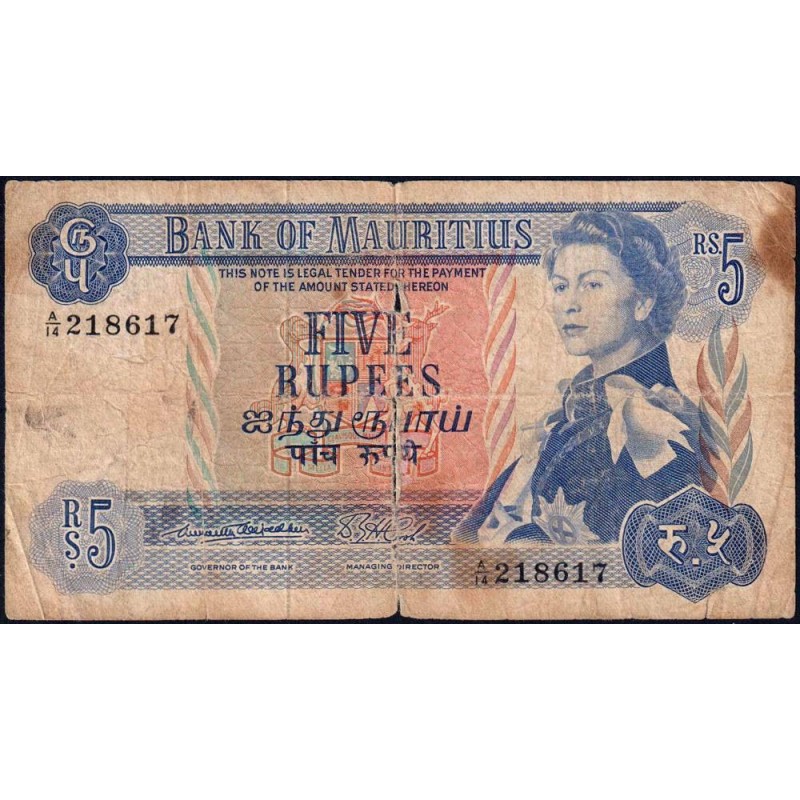 BANK OF MAURITIUS
RS 5
THIS NOTE IS LEGAL TENDER FOR THE PAYMENT
OF THE AMOUNT STATED HEREON
A/14 218617
FIVE
RUPEES
ஐந்து ரூபாய்
पाँच रूपये
RS 5
GOVERNOR OF THE BANK
MANAGING DIRECTOR
A/14 218617
रु. ५